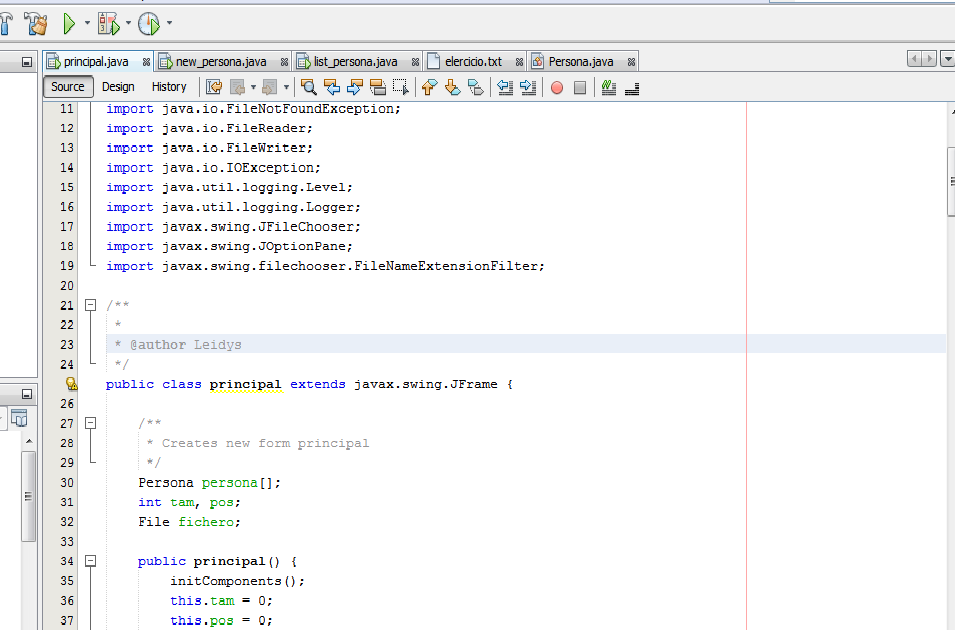 principal.java new_persona.java list_persona.java elercicio.txt Persona.java
Source Design History
11 import java.io.FileNotFoundException;
12 import java.io.FileReader;
13 import java.io.FileWriter;
14 import java.io.IOException;
15 import java.util.logging.Level;
16 import java.util.logging.Logger;
17 import javax.swing.JFileChooser;
18 import javax.swing.JOptionPane;
19 import javax.swing.filechooser.FileNameExtensionFilter;
20
21 /**
22 *
23 * @author Leidys
24 */
public class principal extends javax.swing.JFrame {
26
27 /**
28 * Creates new form principal
29 */
30 Persona persona[];
31 int tam, pos;
32 File fichero;
33
34 public principal() {
35 initComponents();
36 this.tam = 0;
37 this.pos = 0;